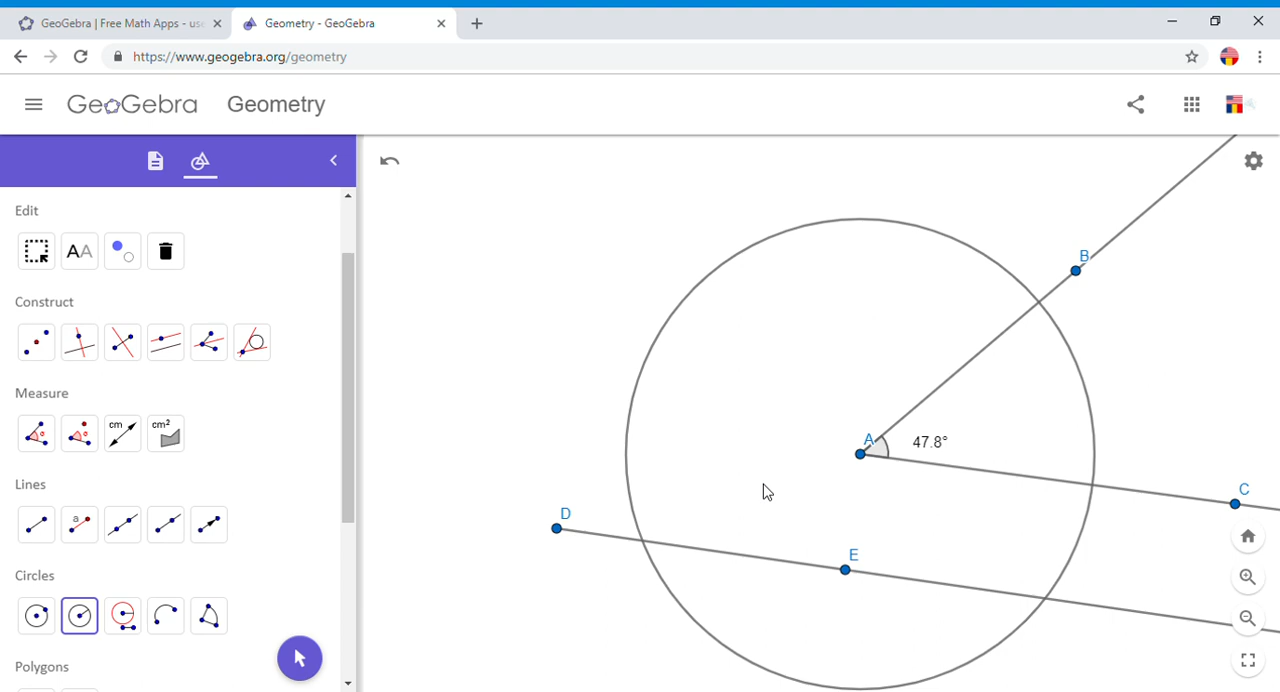 GeoGebra | Free Math Apps - use
Geometry - GeoGebra
https://www.geogebra.org/geometry
GeoGebra
Geometry
Edit
AA
Construct
Measure
cm
cm²
Lines
a
Circles
Polygons
B
A
47.8°
C
D
E